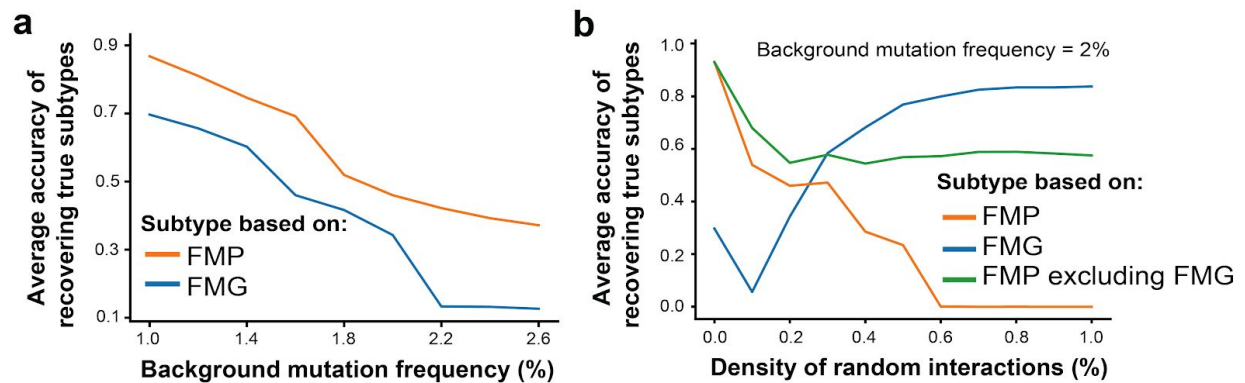 a
Average accuracy of
recovering true subtypes
0.9
0.7
0.5
0.3
0.1
Subtype based on:
FMP
FMG
1.0 1.4 1.8 2.2 2.6
Background mutation frequency (%)
b
Average accuracy of
recovering true subtypes
Background mutation frequency = 2%
1.0
0.8
0.6
0.4
0.2
0.0
Subtype based on:
FMP
FMG
FMP excluding FMG
0.0 0.2 0.4 0.6 0.8 1.0
Density of random interactions (%)